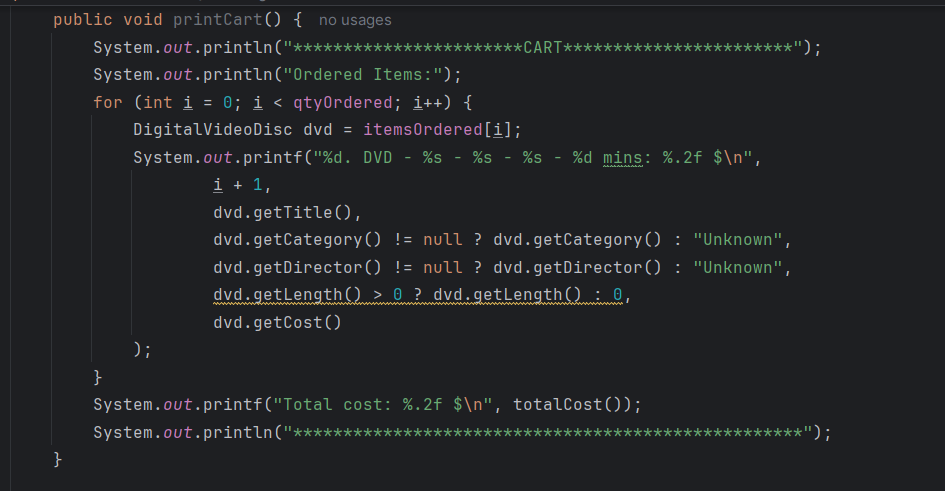 public void printCart() { no usages
System.out.println("***********************CART***********************");
System.out.println("Ordered Items:");
for (int i = 0; i < qtyOrdered; i++) {
DigitalVideoDisc dvd = itemsOrdered[i];
System.out.printf("%d. DVD - %s - %s - %s - %d mins: %.2f $\n",
i + 1,
dvd.getTitle(),
dvd.getCategory() != null ? dvd.getCategory() : "Unknown",
dvd.getDirector() != null ? dvd.getDirector() : "Unknown",
dvd.getLength() > 0 ? dvd.getLength() : 0,
dvd.getCost()
);
}
System.out.printf("Total cost: %.2f $\n", totalCost());
System.out.println("***************************************************");
}